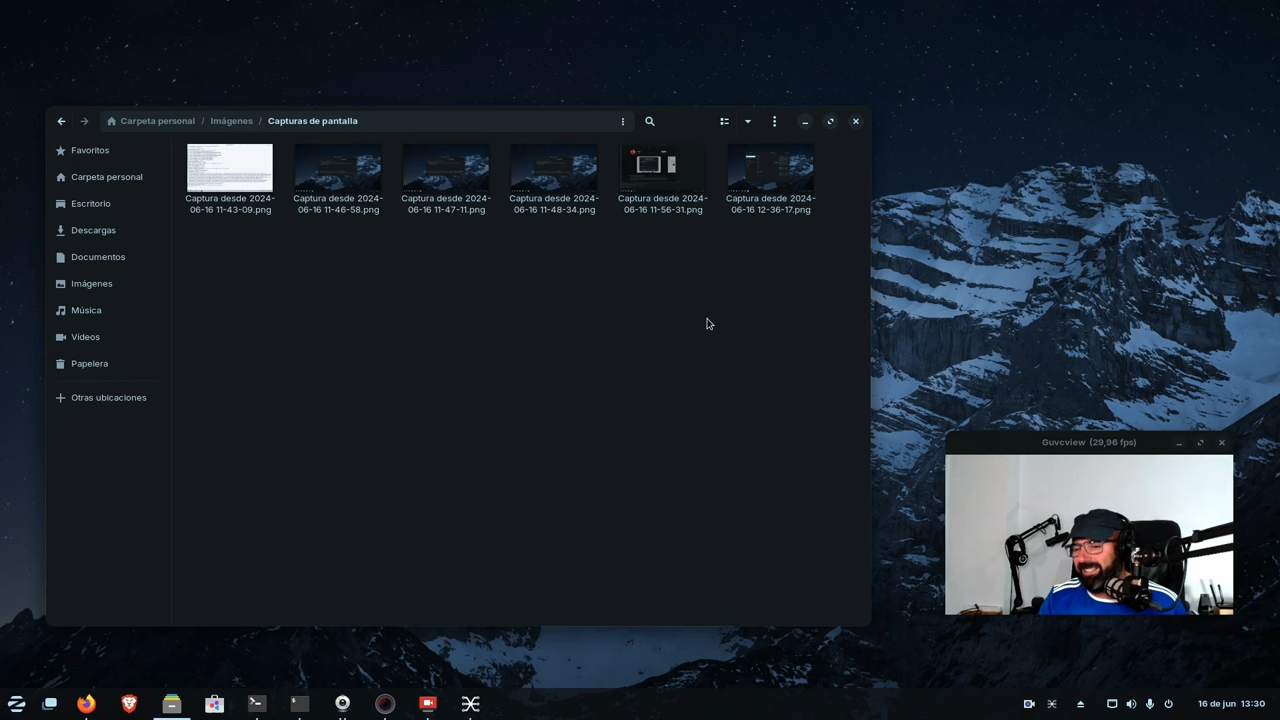 Carpeta personal / Imágenes / Capturas de pantalla
Favoritos
Carpeta personal
Escritorio
Descargas
Documentos
Imágenes
Música
Vídeos
Papelera
Otras ubicaciones
Captura desde 2024-
06-16 11-43-09.png
Captura desde 2024-
06-16 11-46-58.png
Captura desde 2024-
06-16 11-47-11.png
Captura desde 2024-
06-16 11-48-34.png
Captura desde 2024-
06-16 11-56-31.png
Captura desde 2024-
06-16 12-36-17.png
Guvcview (29,96 fps)
16 de jun 13:30